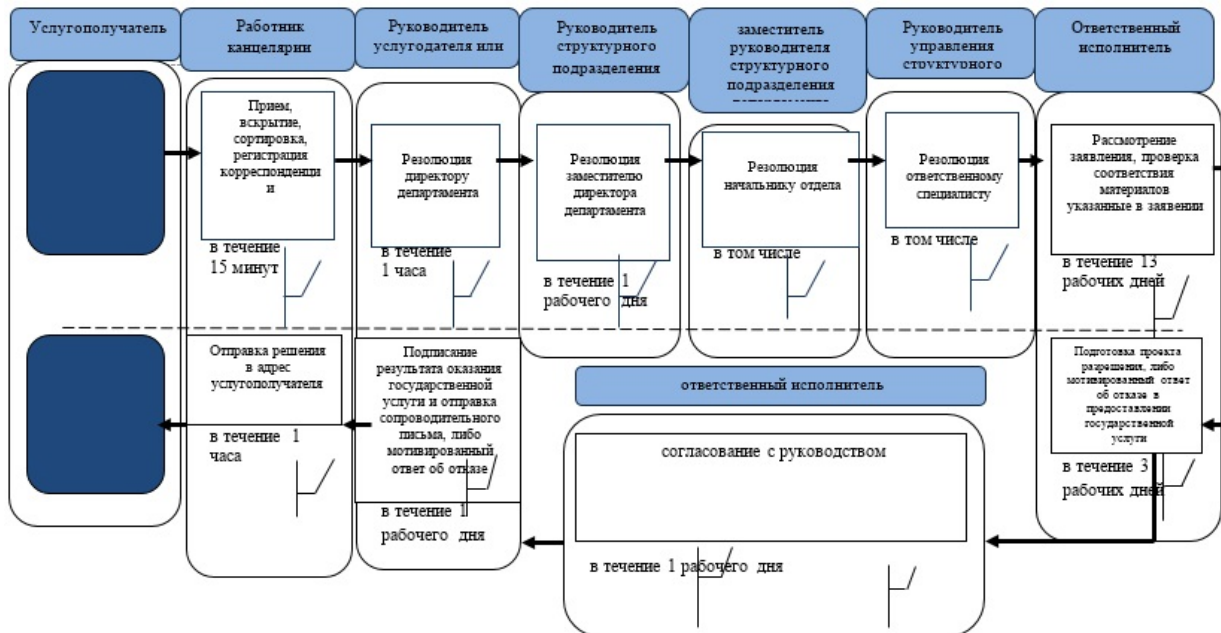 Услугополучатель
Работник
канцелярии
Руководитель
услугодателя или
Руководитель
структурного
подразделения
заместитель
руководителя
структурного
подразделения
департамента
Руководитель
управления
структурного
Ответственный
исполнитель
Прием,
вскрытие,
сортировка,
регистрация
корреспонденци
и
в течение
15 минут
Резолюция
директору
департамента
в течение
1 часа
Резолюция
заместителю
директора
департамента
в течение 1
рабочего дня
Резолюция
начальнику отдела
в том числе
Резолюция
ответственному
специалисту
в том числе
Рассмотрение
заявления, проверка
соответствия
материалов
указанные в заявении
в течение 13
рабочих дней
Отправка решения
в адрес
услугополучателя
в течение 1
часа
Подписание
результата оказания
государственной
услуги и отправка
сопроводительного
письма, либо
мотивированный
ответ об отказе
в течение 1
рабочего дня
ответственный исполнитель
согласование с руководством
в течение 1 рабочего дня
Подготовка проекта
разрешения, либо
мотивированный ответ
об отказе в
предоставлении
государственной
услуги
в течение 3
рабочих дней